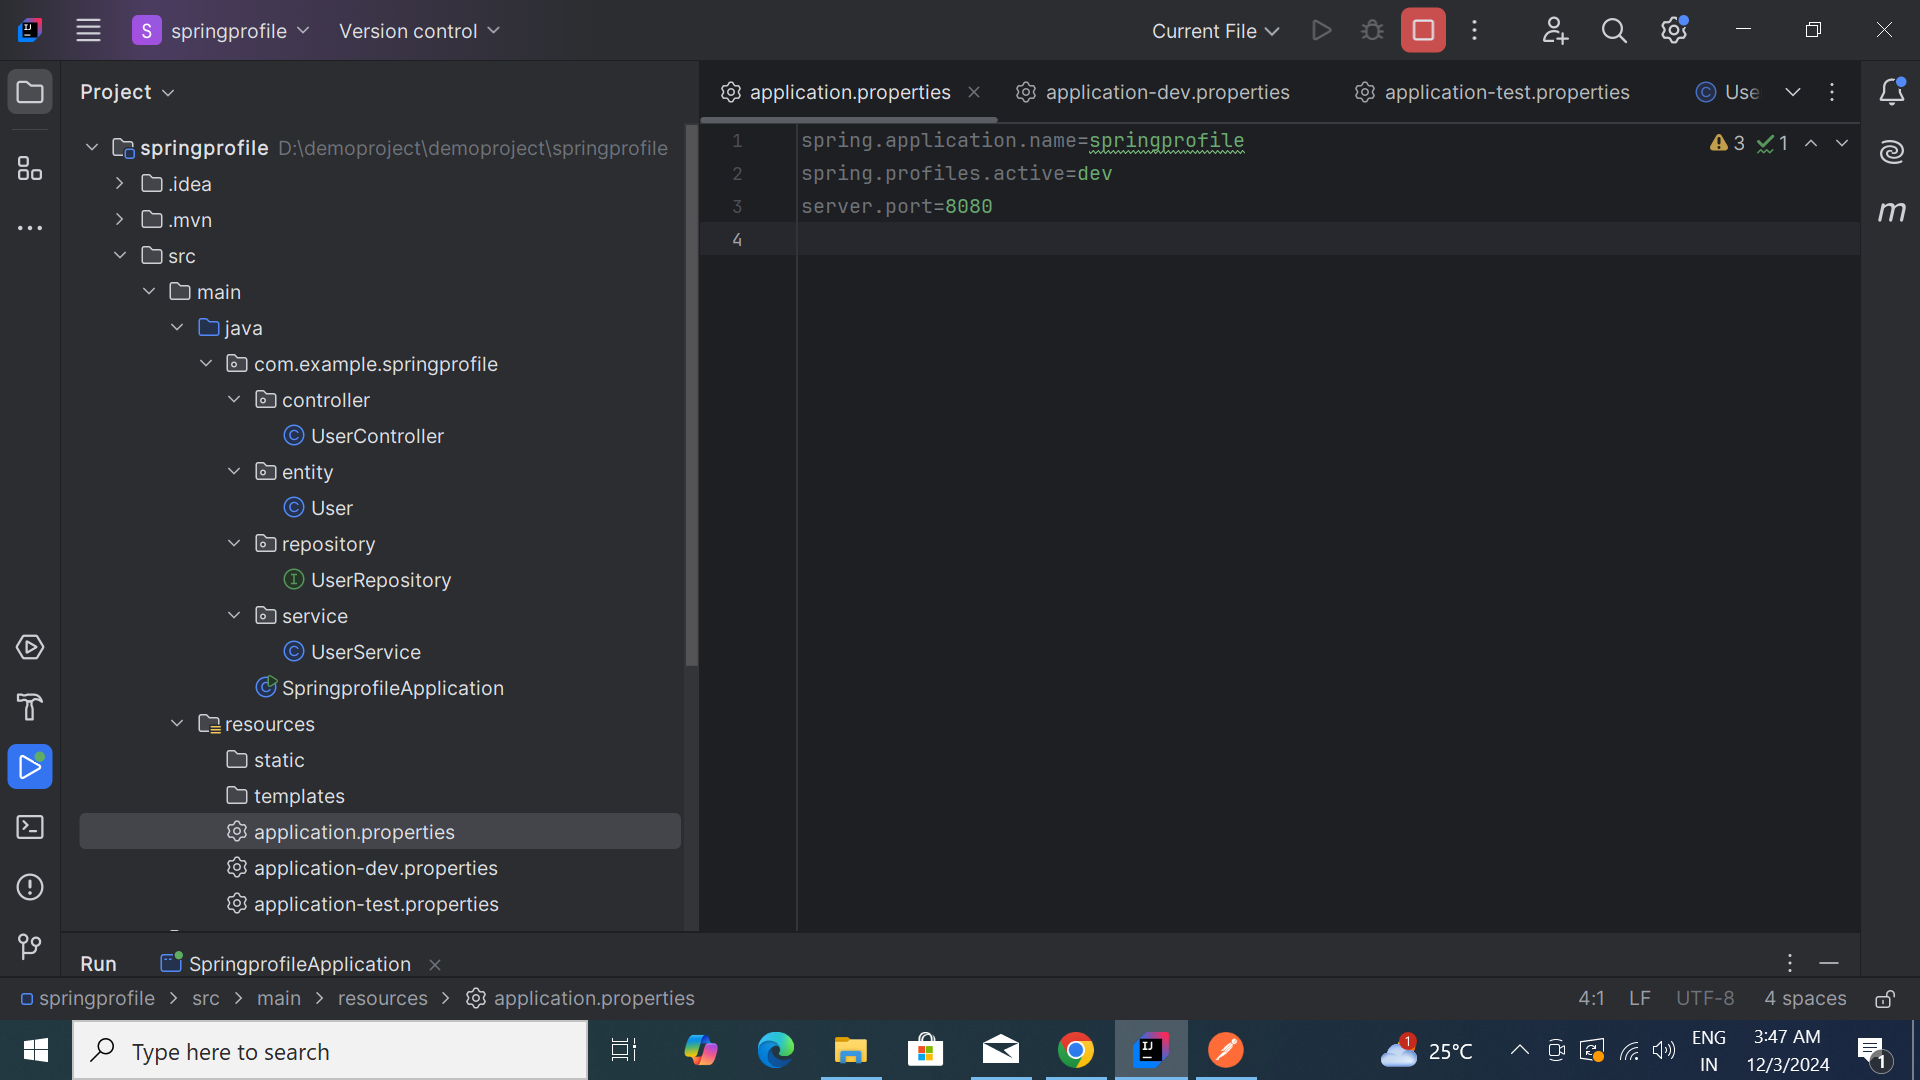 S springprofile Version control Current File
Project
application.properties application-dev.properties application-test.properties Use
springprofile D:\demoproject\demoproject\springprofile
.idea
.mvn
src
main
java
com.example.springprofile
controller
UserController
entity
User
repository
UserRepository
service
UserService
SpringprofileApplication
resources
static
templates
application.properties
application-dev.properties
application-test.properties
1 spring.application.name=springprofile
2 spring.profiles.active=dev
3 server.port=8080
4
3 1
m
Run SpringprofileApplication
springprofile > src > main > resources > application.properties 4:1 LF UTF-8 4 spaces
Type here to search
1 25°C
ENG
IN
3:47 AM
12/3/2024
1